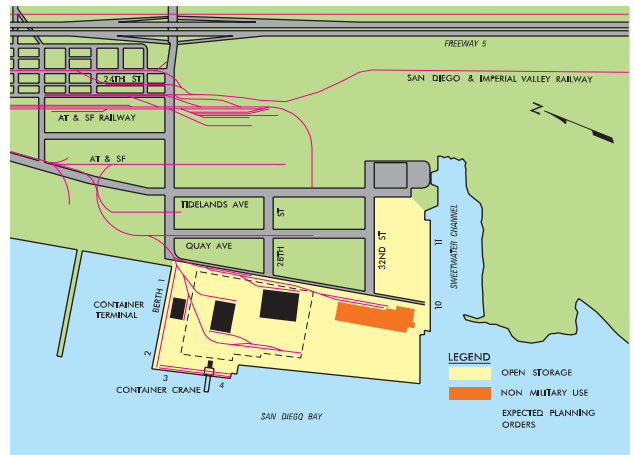 FREEWAY 5
24TH ST
SAN DIEGO & IMPERIAL VALLEY RAILWAY
AT & SF RAILWAY
N
AT & SF
TIDELANDS AVE
28TH ST
32ND ST
QUAY AVE
11
SWEETWATER CHANNEL
10
CONTAINER
TERMINAL
BERTH 1
2
3
4
CONTAINER CRANE
SAN DIEGO BAY
LEGEND
OPEN STORAGE
NON MILITARY USE
EXPECTED PLANNING
ORDERS